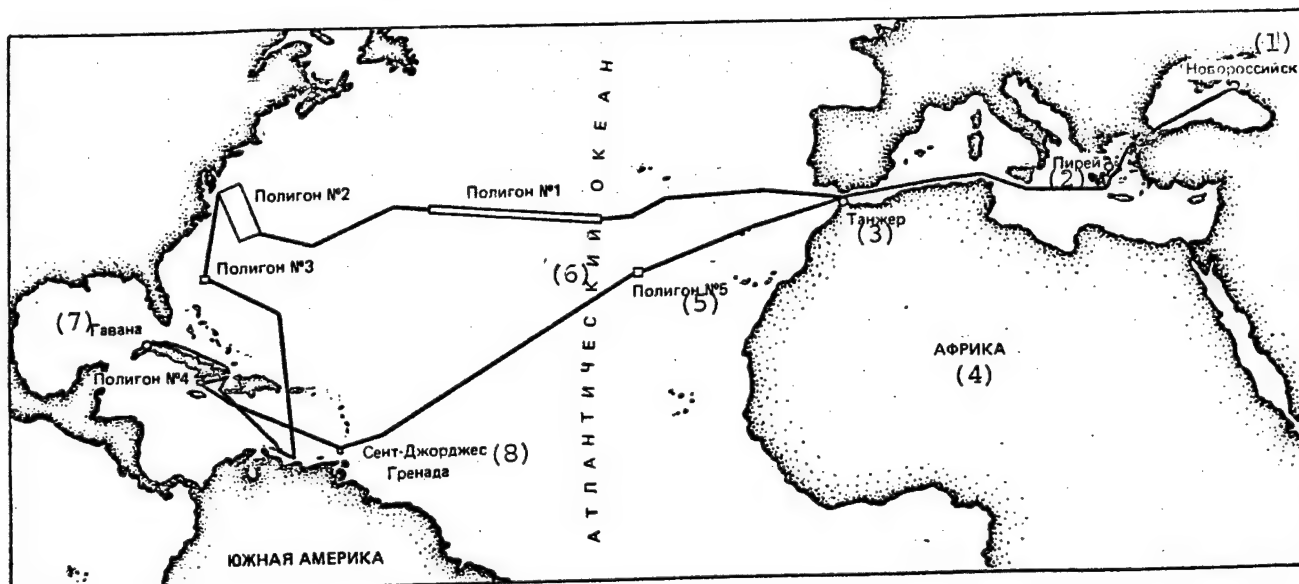 (1)
Новороссийск
Пирей
(2)
Танжер
(3)
Полигон №1
Полигон №2
Полигон №3
АТЛАНТИЧЕСКИЙ ОКЕАН
(6)
Полигон №5
(5)
АФРИКА
(4)
(7)
Гавана
Полигон №4
Сент-Джорджес
Гренада
(8)
ЮЖНАЯ АМЕРИКА